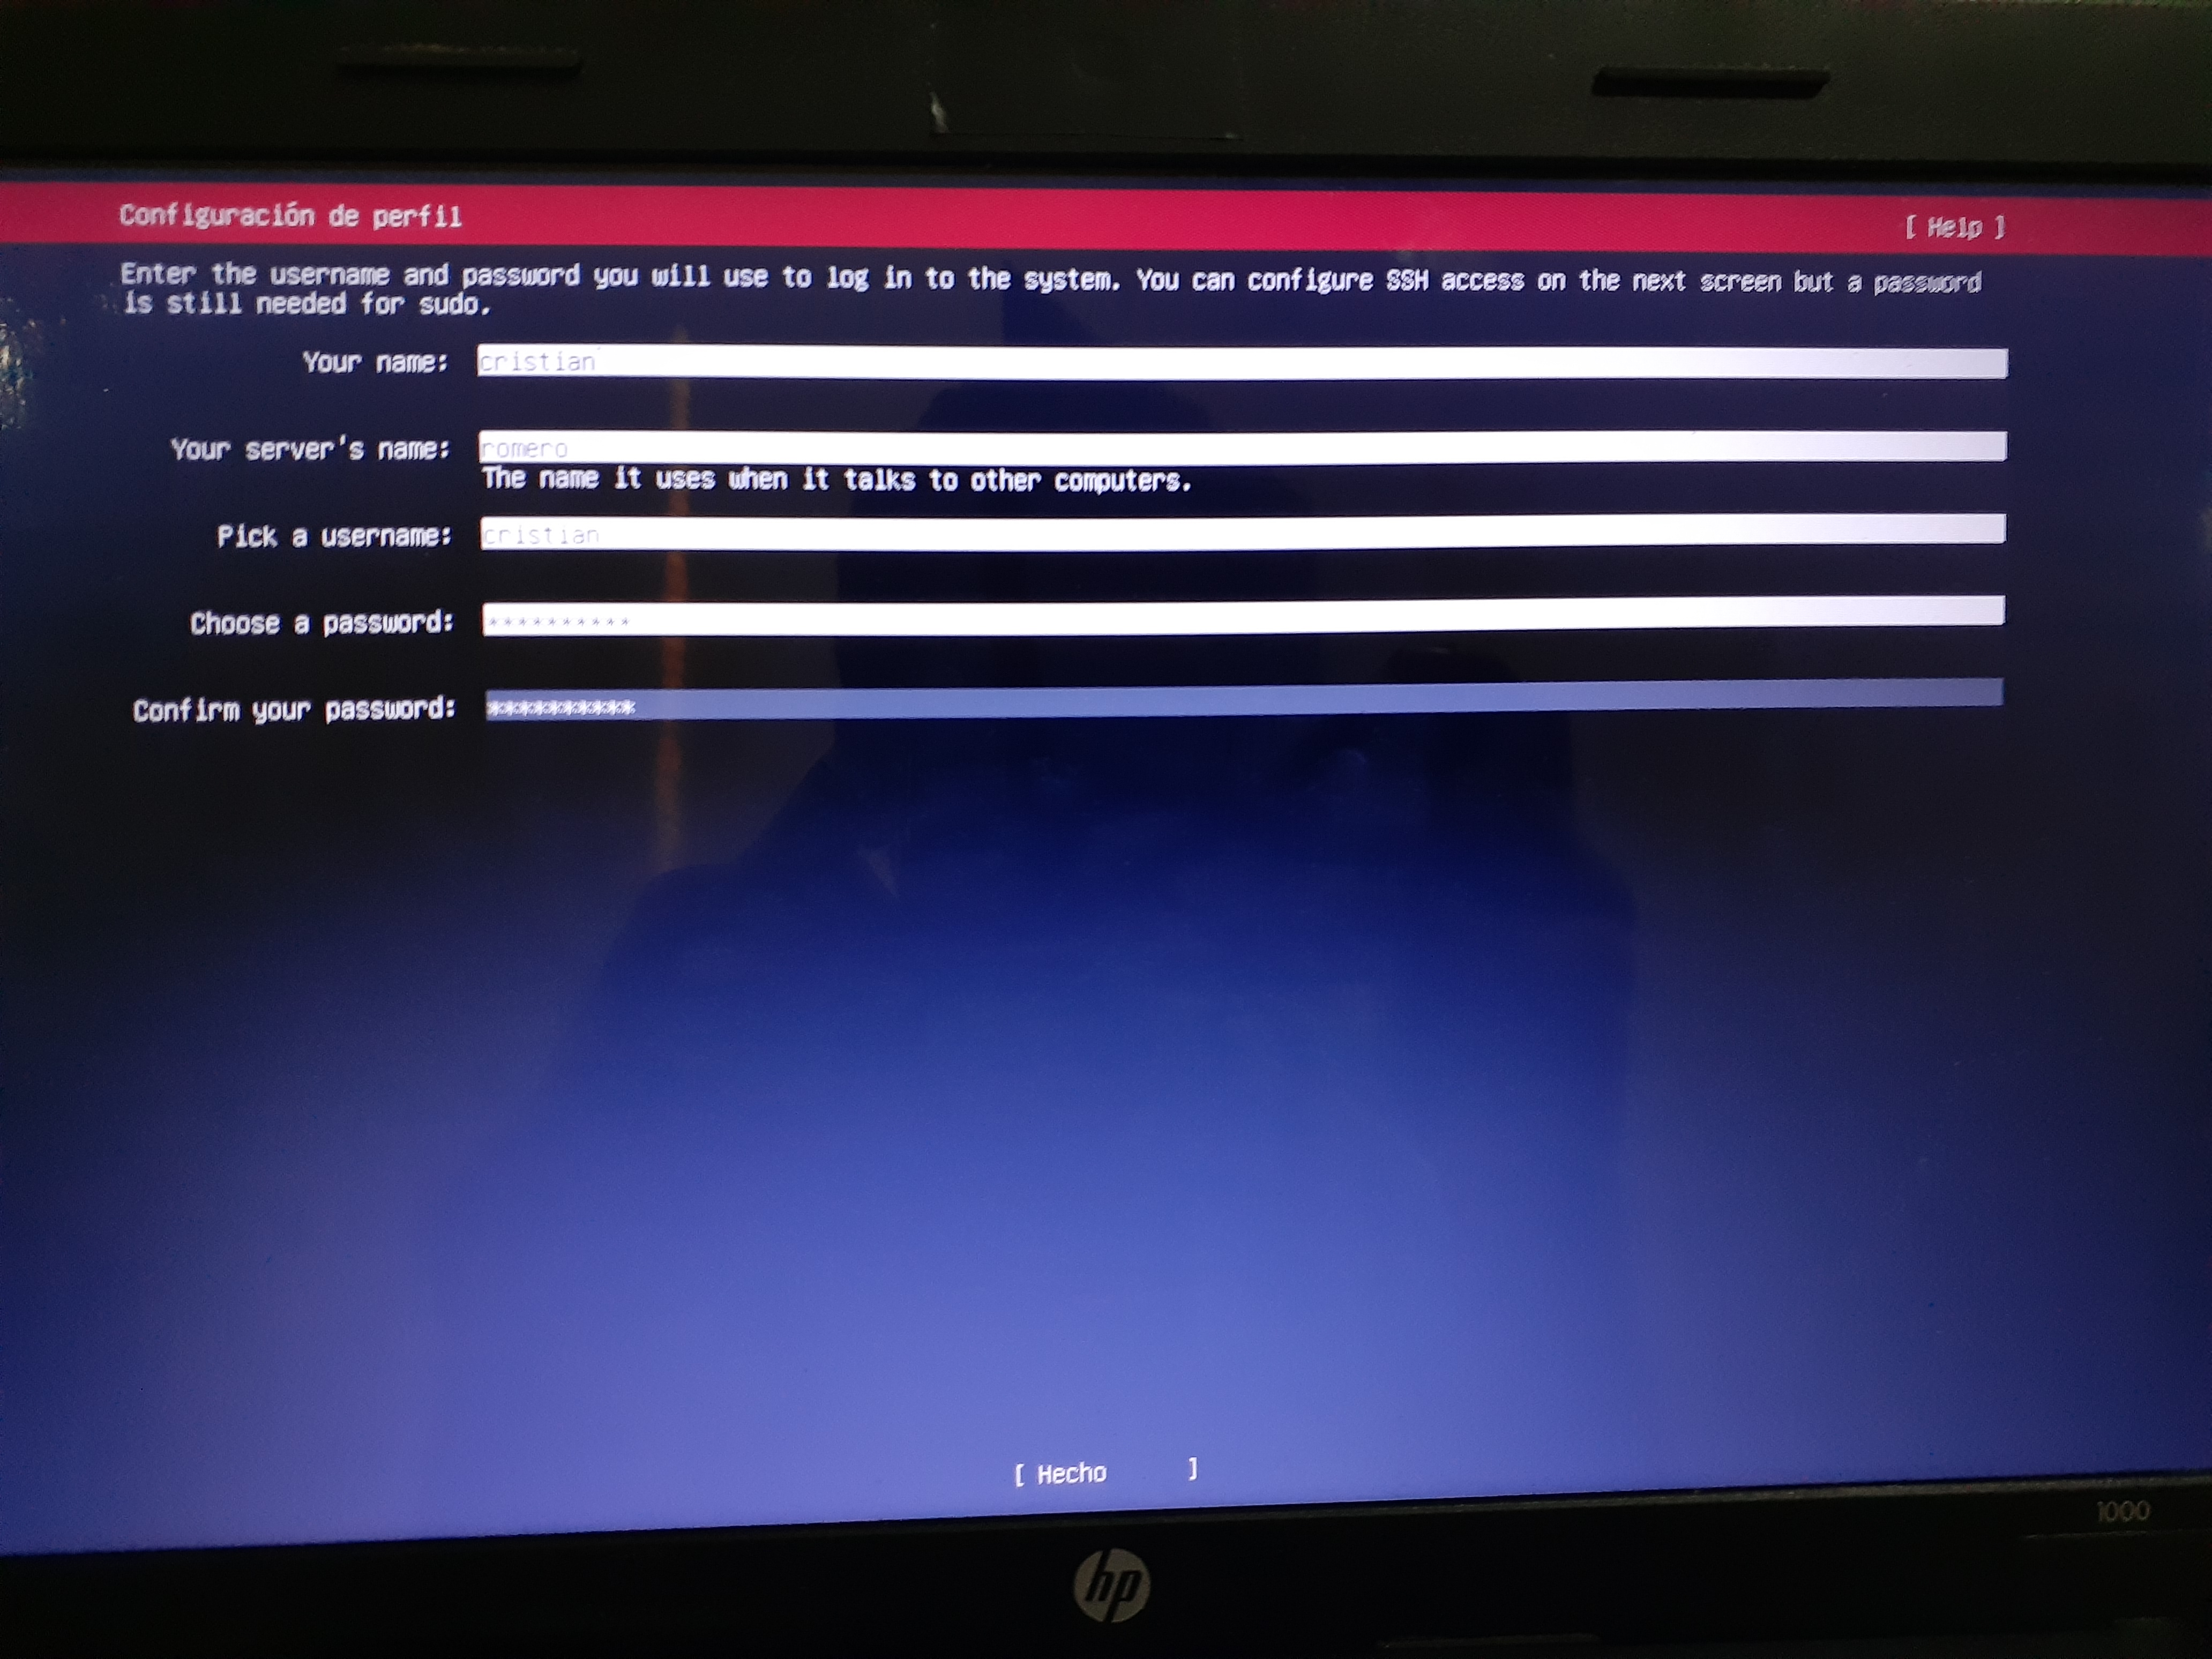 Configuración de perfil [ Help ]
Enter the username and password you will use to log in to the system. You can configure SSH access on the next screen but a password
is still needed for sudo.
Your name: cristian
Your server's name: romero
The name it uses when it talks to other computers.
Pick a username: cristian
Choose a password: **********
Confirm your password: **********
[ Hecho ]
1000
hp